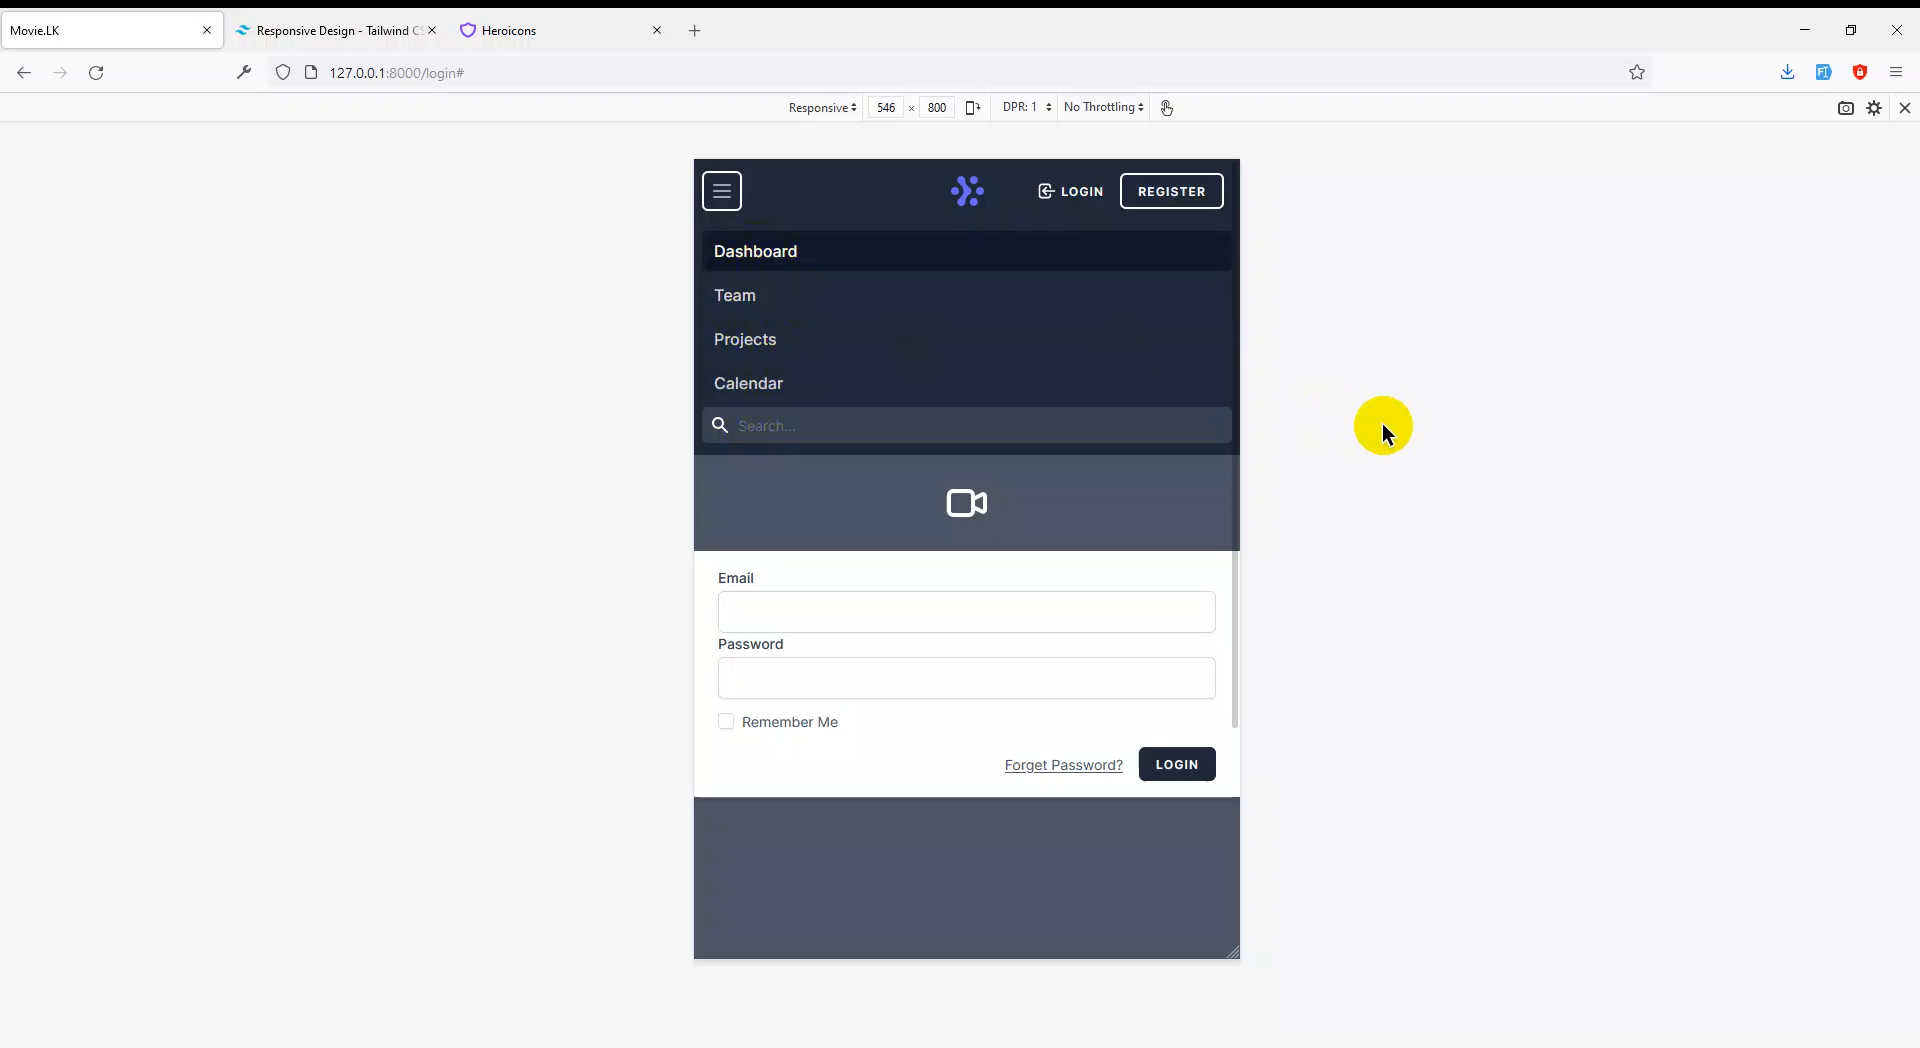 Movie.LK
Responsive Design - Tailwind CS
Heroicons
127.0.0.1:8000/login#
Responsive 546 × 800 DPR: 1 No Throttling
LOGIN REGISTER
Dashboard
Team
Projects
Calendar
Search...
Email
Password
Remember Me
Forget Password? LOGIN